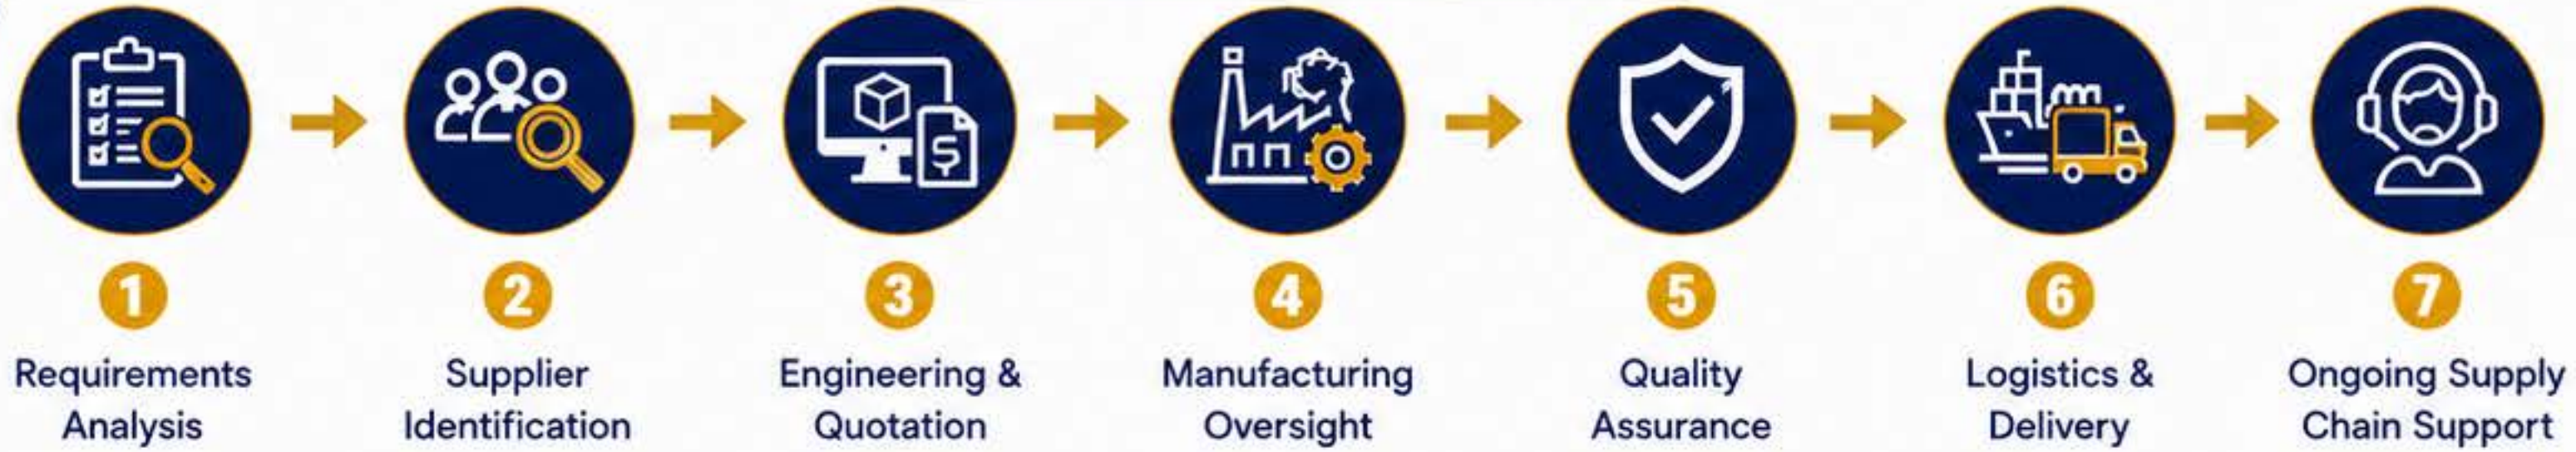 $
1
Requirements
Analysis
2
Supplier
Identification
3
Engineering &
Quotation
4
Manufacturing
Oversight
5
Quality
Assurance
6
Logistics &
Delivery
7
Ongoing Supply
Chain Support